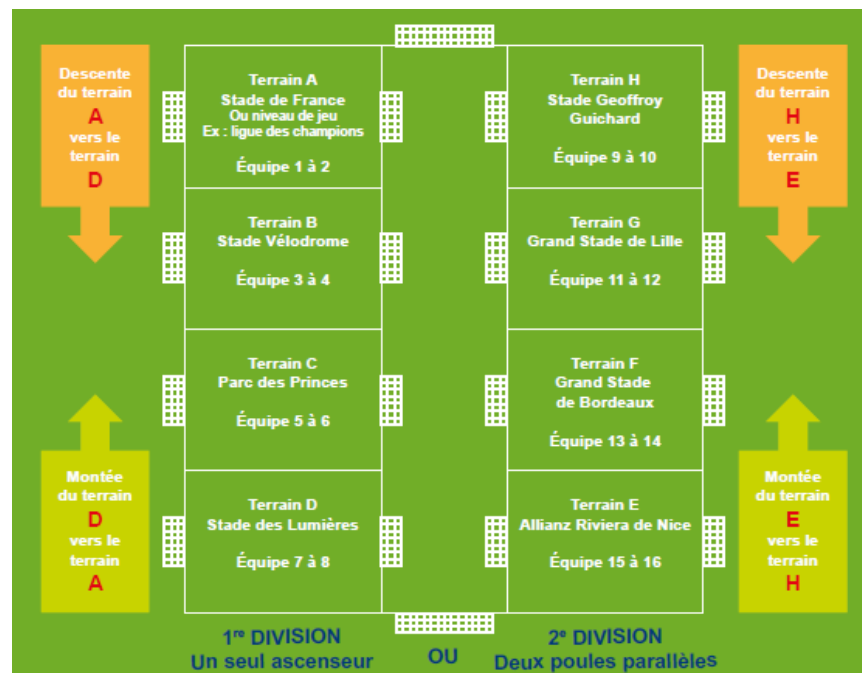 Descente
du terrain
A
vers le
terrain
D
Montée
du terrain
D
vers le
terrain
A
Terrain A
Stade de France
Ou niveau de jeu
Ex : ligue des champions
Équipe 1 à 2
Terrain B
Stade Vélodrome
Équipe 3 à 4
Terrain C
Parc des Princes
Équipe 5 à 6
Terrain D
Stade des Lumières
Équipe 7 à 8
Terrain H
Stade Geoffroy
Guichard
Équipe 9 à 10
Terrain G
Grand Stade de Lille
Équipe 11 à 12
Terrain F
Grand Stade
de Bordeaux
Équipe 13 à 14
Terrain E
Allianz Riviera de Nice
Équipe 15 à 16
Descente
du terrain
H
vers le
terrain
E
Montée
du terrain
E
vers le
terrain
H
1re DIVISION
Un seul ascenseur
OU
2e DIVISION
Deux poules parallèles